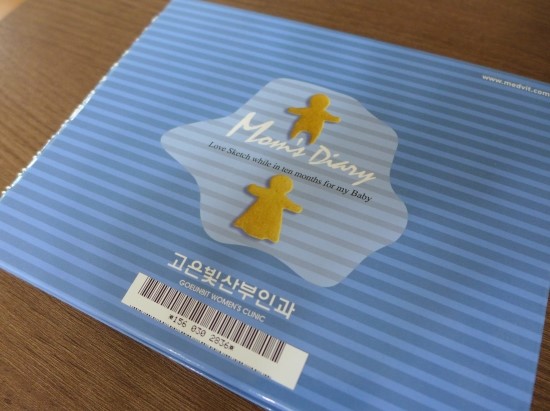 www.medvit.com
Mom's Diary
Love Sketch while in ten months for my Baby
고은빛산부인과
GOEUNBIT WOMEN'S CLINIC
*156 030 2836*